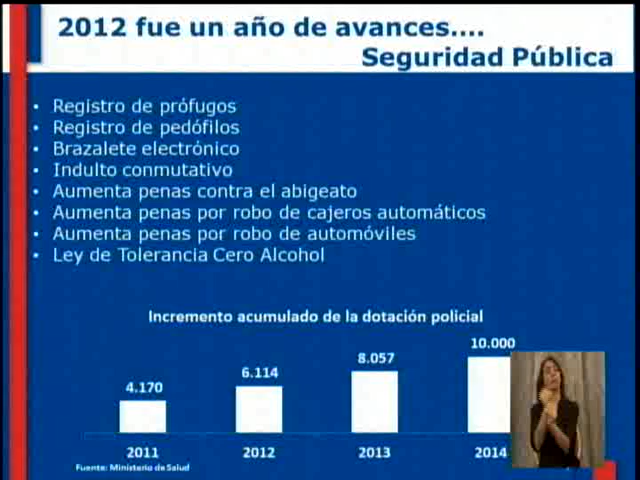 2012 fue un año de avances....
Seguridad Pública
• Registro de prófugos
• Registro de pedófilos
• Brazalete electrónico
• Indulto conmutativo
• Aumenta penas contra el abigeato
• Aumenta penas por robo de cajeros automáticos
• Aumenta penas por robo de automóviles
• Ley de Tolerancia Cero Alcohol
Incremento acumulado de la dotación policial
4.170 6.114 8.057 10.000
2011 2012 2013 2014
Fuente: Ministerio de Salud